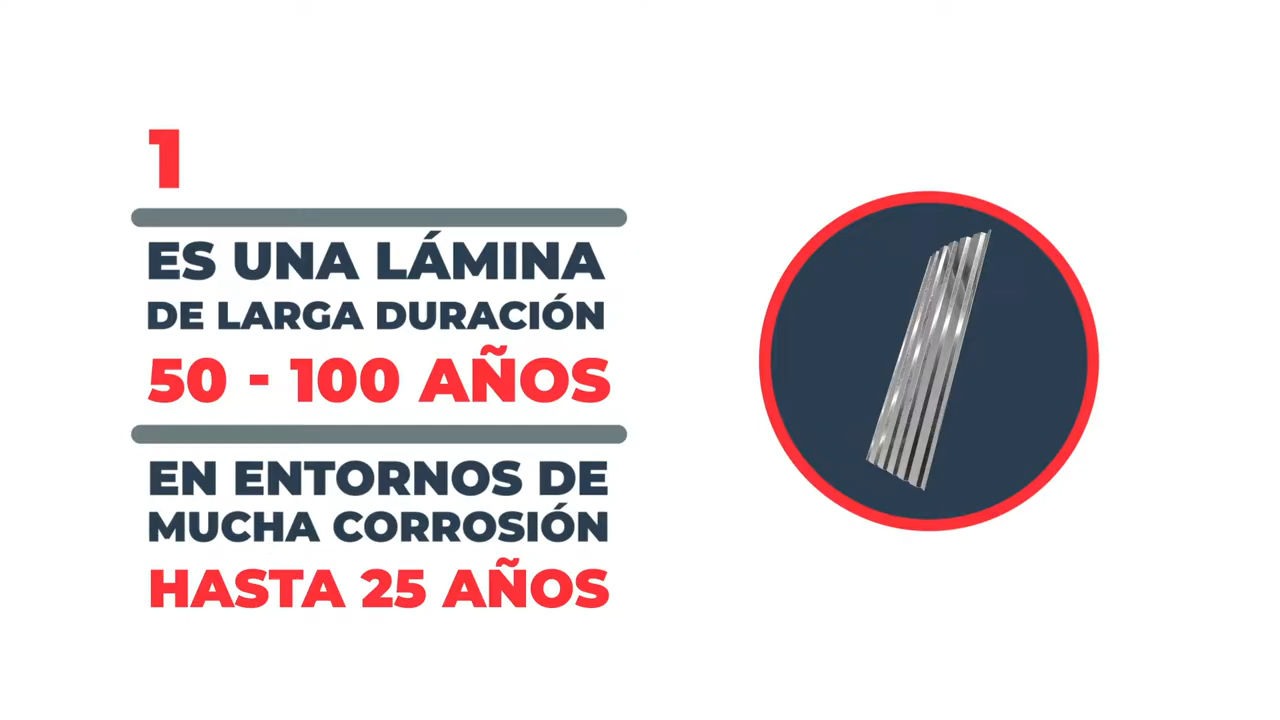 1
ES UNA LÁMINA
DE LARGA DURACIÓN
50 - 100 AÑOS
EN ENTORNOS DE
MUCHA CORROSIÓN
HASTA 25 AÑOS